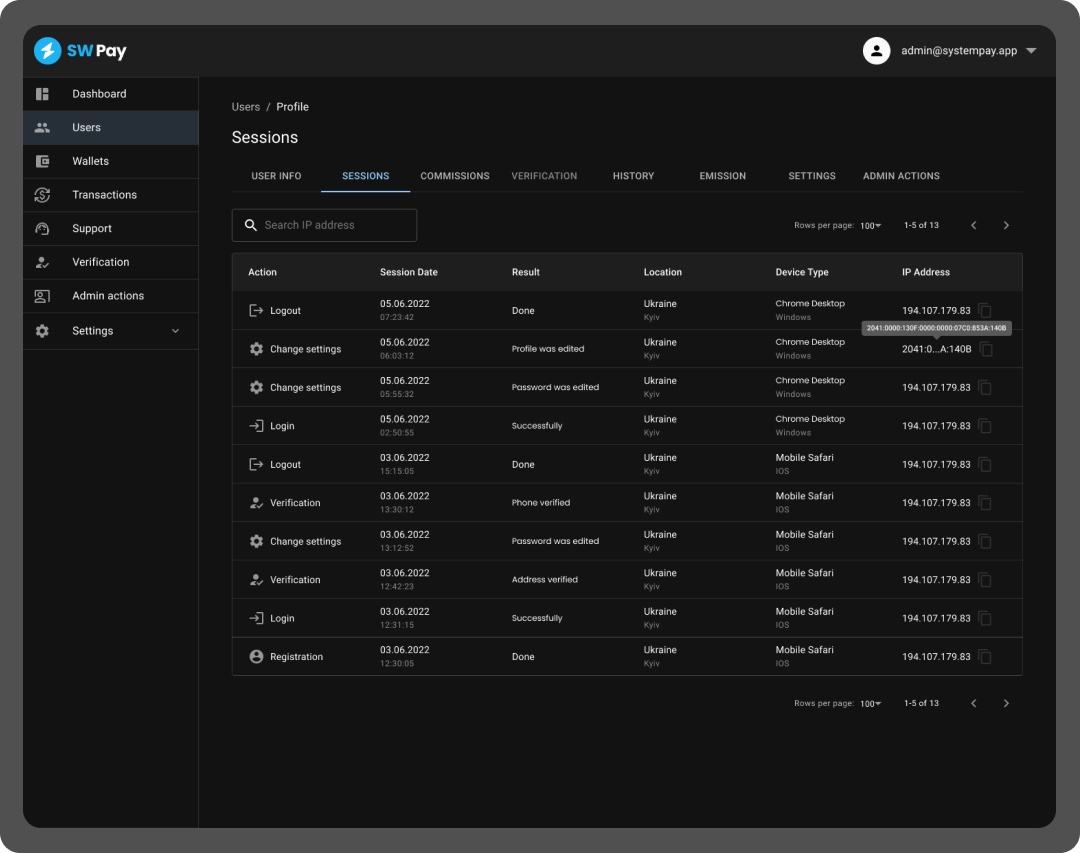 SW Pay
admin@systempay.app
Dashboard
Users
Wallets
Transactions
Support
Verification
Admin actions
Settings
Users / Profile
Sessions
USER INFO SESSIONS COMMISSIONS VERIFICATION HISTORY EMISSION SETTINGS ADMIN ACTIONS
Search IP address
Rows per page: 100 1-5 of 13
Action Session Date Result Location Device Type IP Address
Logout 05.06.2022 Done Ukraine Chrome Desktop 194.107.179.83
07:23:42 Kyiv Windows
2041:0000:130F:0000:0000:07C0:853A:140B
Change settings 05.06.2022 Profile was edited Ukraine Chrome Desktop 2041:0...A:140B
06:03:12 Kyiv Windows
Change settings 05.06.2022 Password was edited Ukraine Chrome Desktop 194.107.179.83
05:55:32 Kyiv Windows
Login 05.06.2022 Successfully Ukraine Chrome Desktop 194.107.179.83
02:50:55 Kyiv Windows
Logout 03.06.2022 Done Ukraine Mobile Safari 194.107.179.83
15:15:05 Kyiv IOS
Verification 03.06.2022 Phone verified Ukraine Mobile Safari 194.107.179.83
13:30:12 Kyiv IOS
Change settings 03.06.2022 Password was edited Ukraine Mobile Safari 194.107.179.83
13:12:52 Kyiv IOS
Verification 03.06.2022 Address verified Ukraine Mobile Safari 194.107.179.83
12:42:23 Kyiv IOS
Login 03.06.2022 Successfully Ukraine Mobile Safari 194.107.179.83
12:31:15 Kyiv IOS
Registration 03.06.2022 Done Ukraine Mobile Safari 194.107.179.83
12:30:05 Kyiv IOS
Rows per page: 100 1-5 of 13